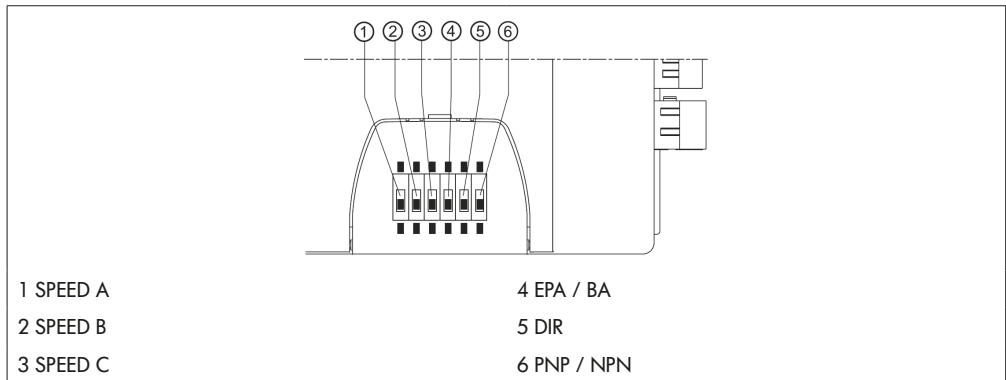 ① ② ③ ④ ⑤ ⑥
1 SPEED A
2 SPEED B
3 SPEED C
4 EPA / BA
5 DIR
6 PNP / NPN